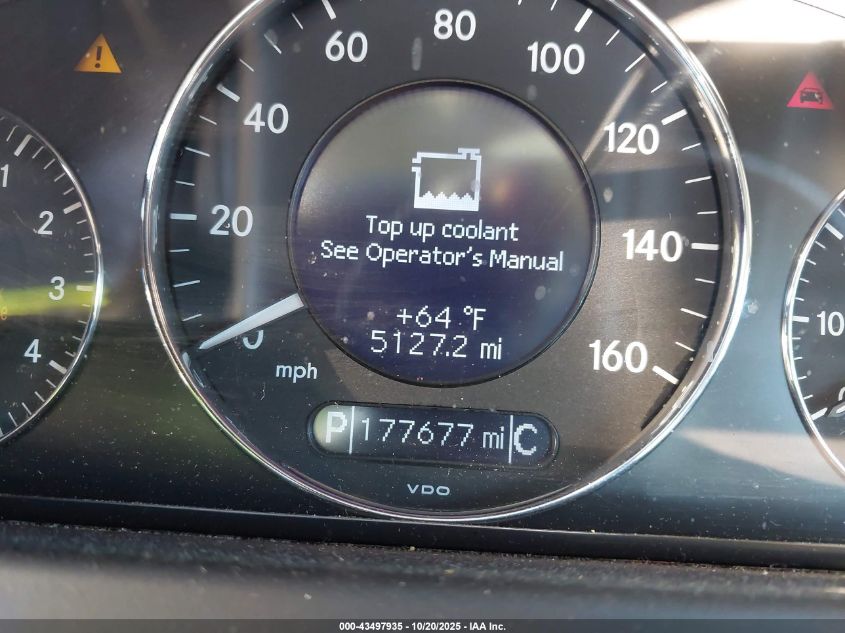 80
60
100
40
120
20
140
0
160
mph
1
2
3
4
10
Top up coolant
See Operator's Manual
+64 °F
5127.2 mi
P 177677 mi C
VDO
000-43497935 - 10/20/2025 - IAA Inc.